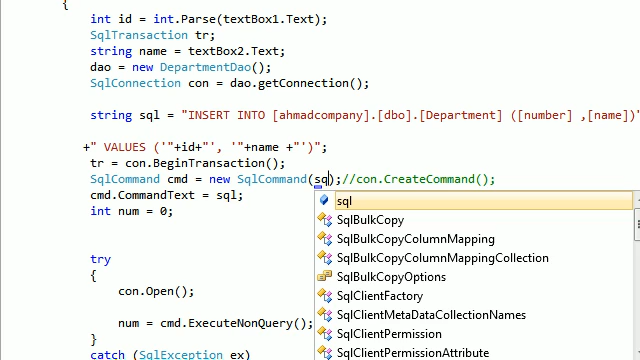 {
int id = int.Parse(textBox1.Text);
SqlTransaction tr;
string name = textBox2.Text;
dao = new DepartmentDao();
SqlConnection con = dao.getConnection();
string sql = "INSERT INTO [ahmadcompany].[dbo].[Department] ([number] ,[name])"
+" VALUES ('"+id+"', '"+name +"')";
tr = con.BeginTransaction();
SqlCommand cmd = new SqlCommand(sq);//con.CreateCommand();
cmd.CommandText = sql;
int num = 0;
try
{
con.Open();
num = cmd.ExecuteNonQuery();
}
catch (SqlException ex)
sql
SqlBulkCopy
SqlBulkCopyColumnMapping
SqlBulkCopyColumnMappingCollection
SqlBulkCopyOptions
SqlClientFactory
SqlClientMetaDataCollectionNames
SqlClientPermission
SqlClientPermissionAttribute